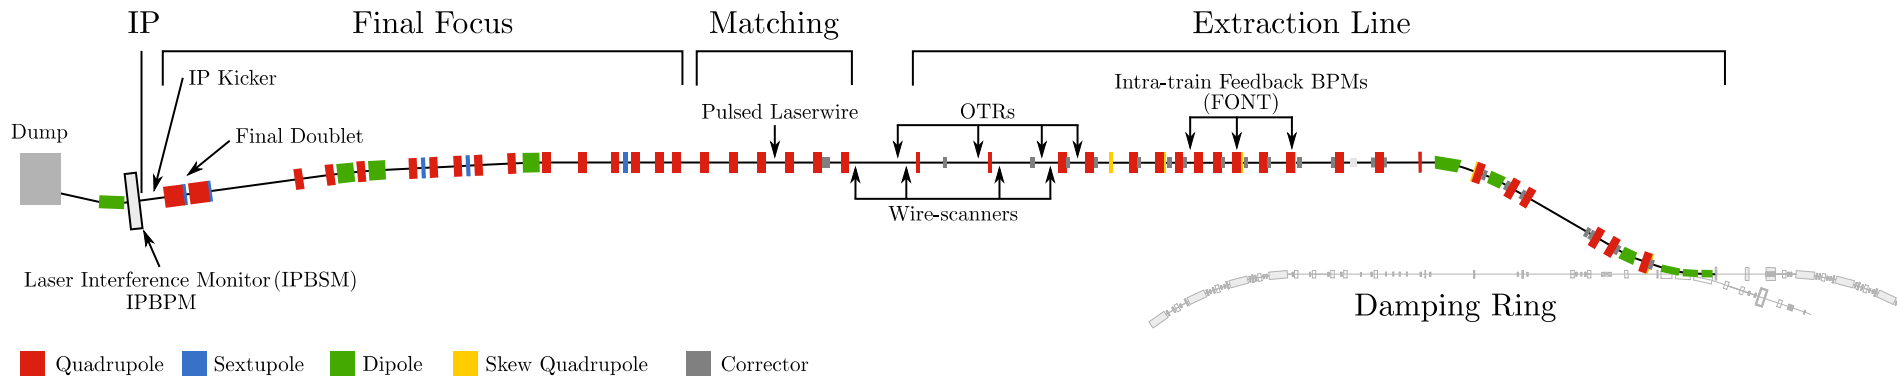 IP
Final Focus
Matching
Extraction Line
IP Kicker
Final Doublet
Pulsed Laserwire
OTRs
Intra-train Feedback BPMs
(FONT)
Dump
Wire-scanners
Laser Interference Monitor (IPBSM)
IPBPM
Damping Ring
Quadrupole
Sextupole
Dipole
Skew Quadrupole
Corrector